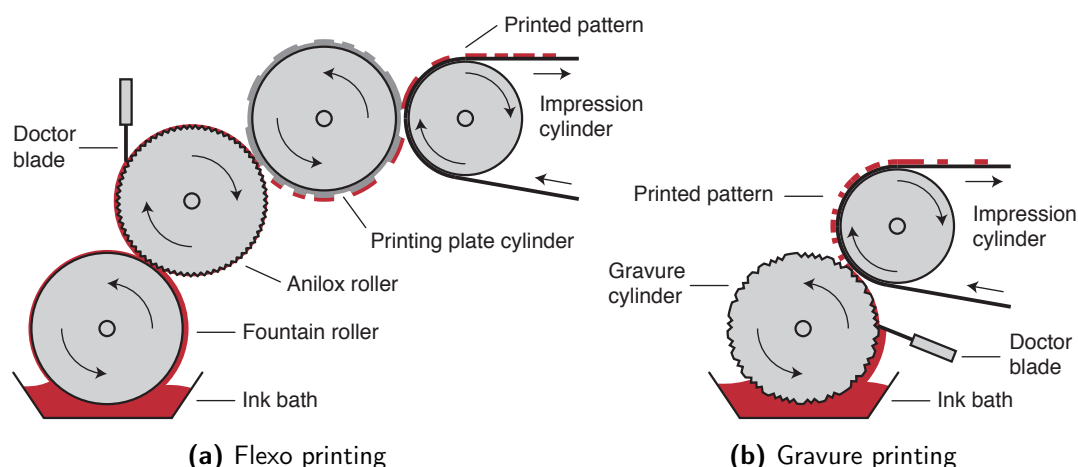 Printed pattern
Doctor
blade
Impression
cylinder
Printing plate cylinder
Anilox roller
Fountain roller
Ink bath
(a) Flexo printing
Printed pattern
Impression
cylinder
Gravure
cylinder
Doctor
blade
Ink bath
(b) Gravure printing